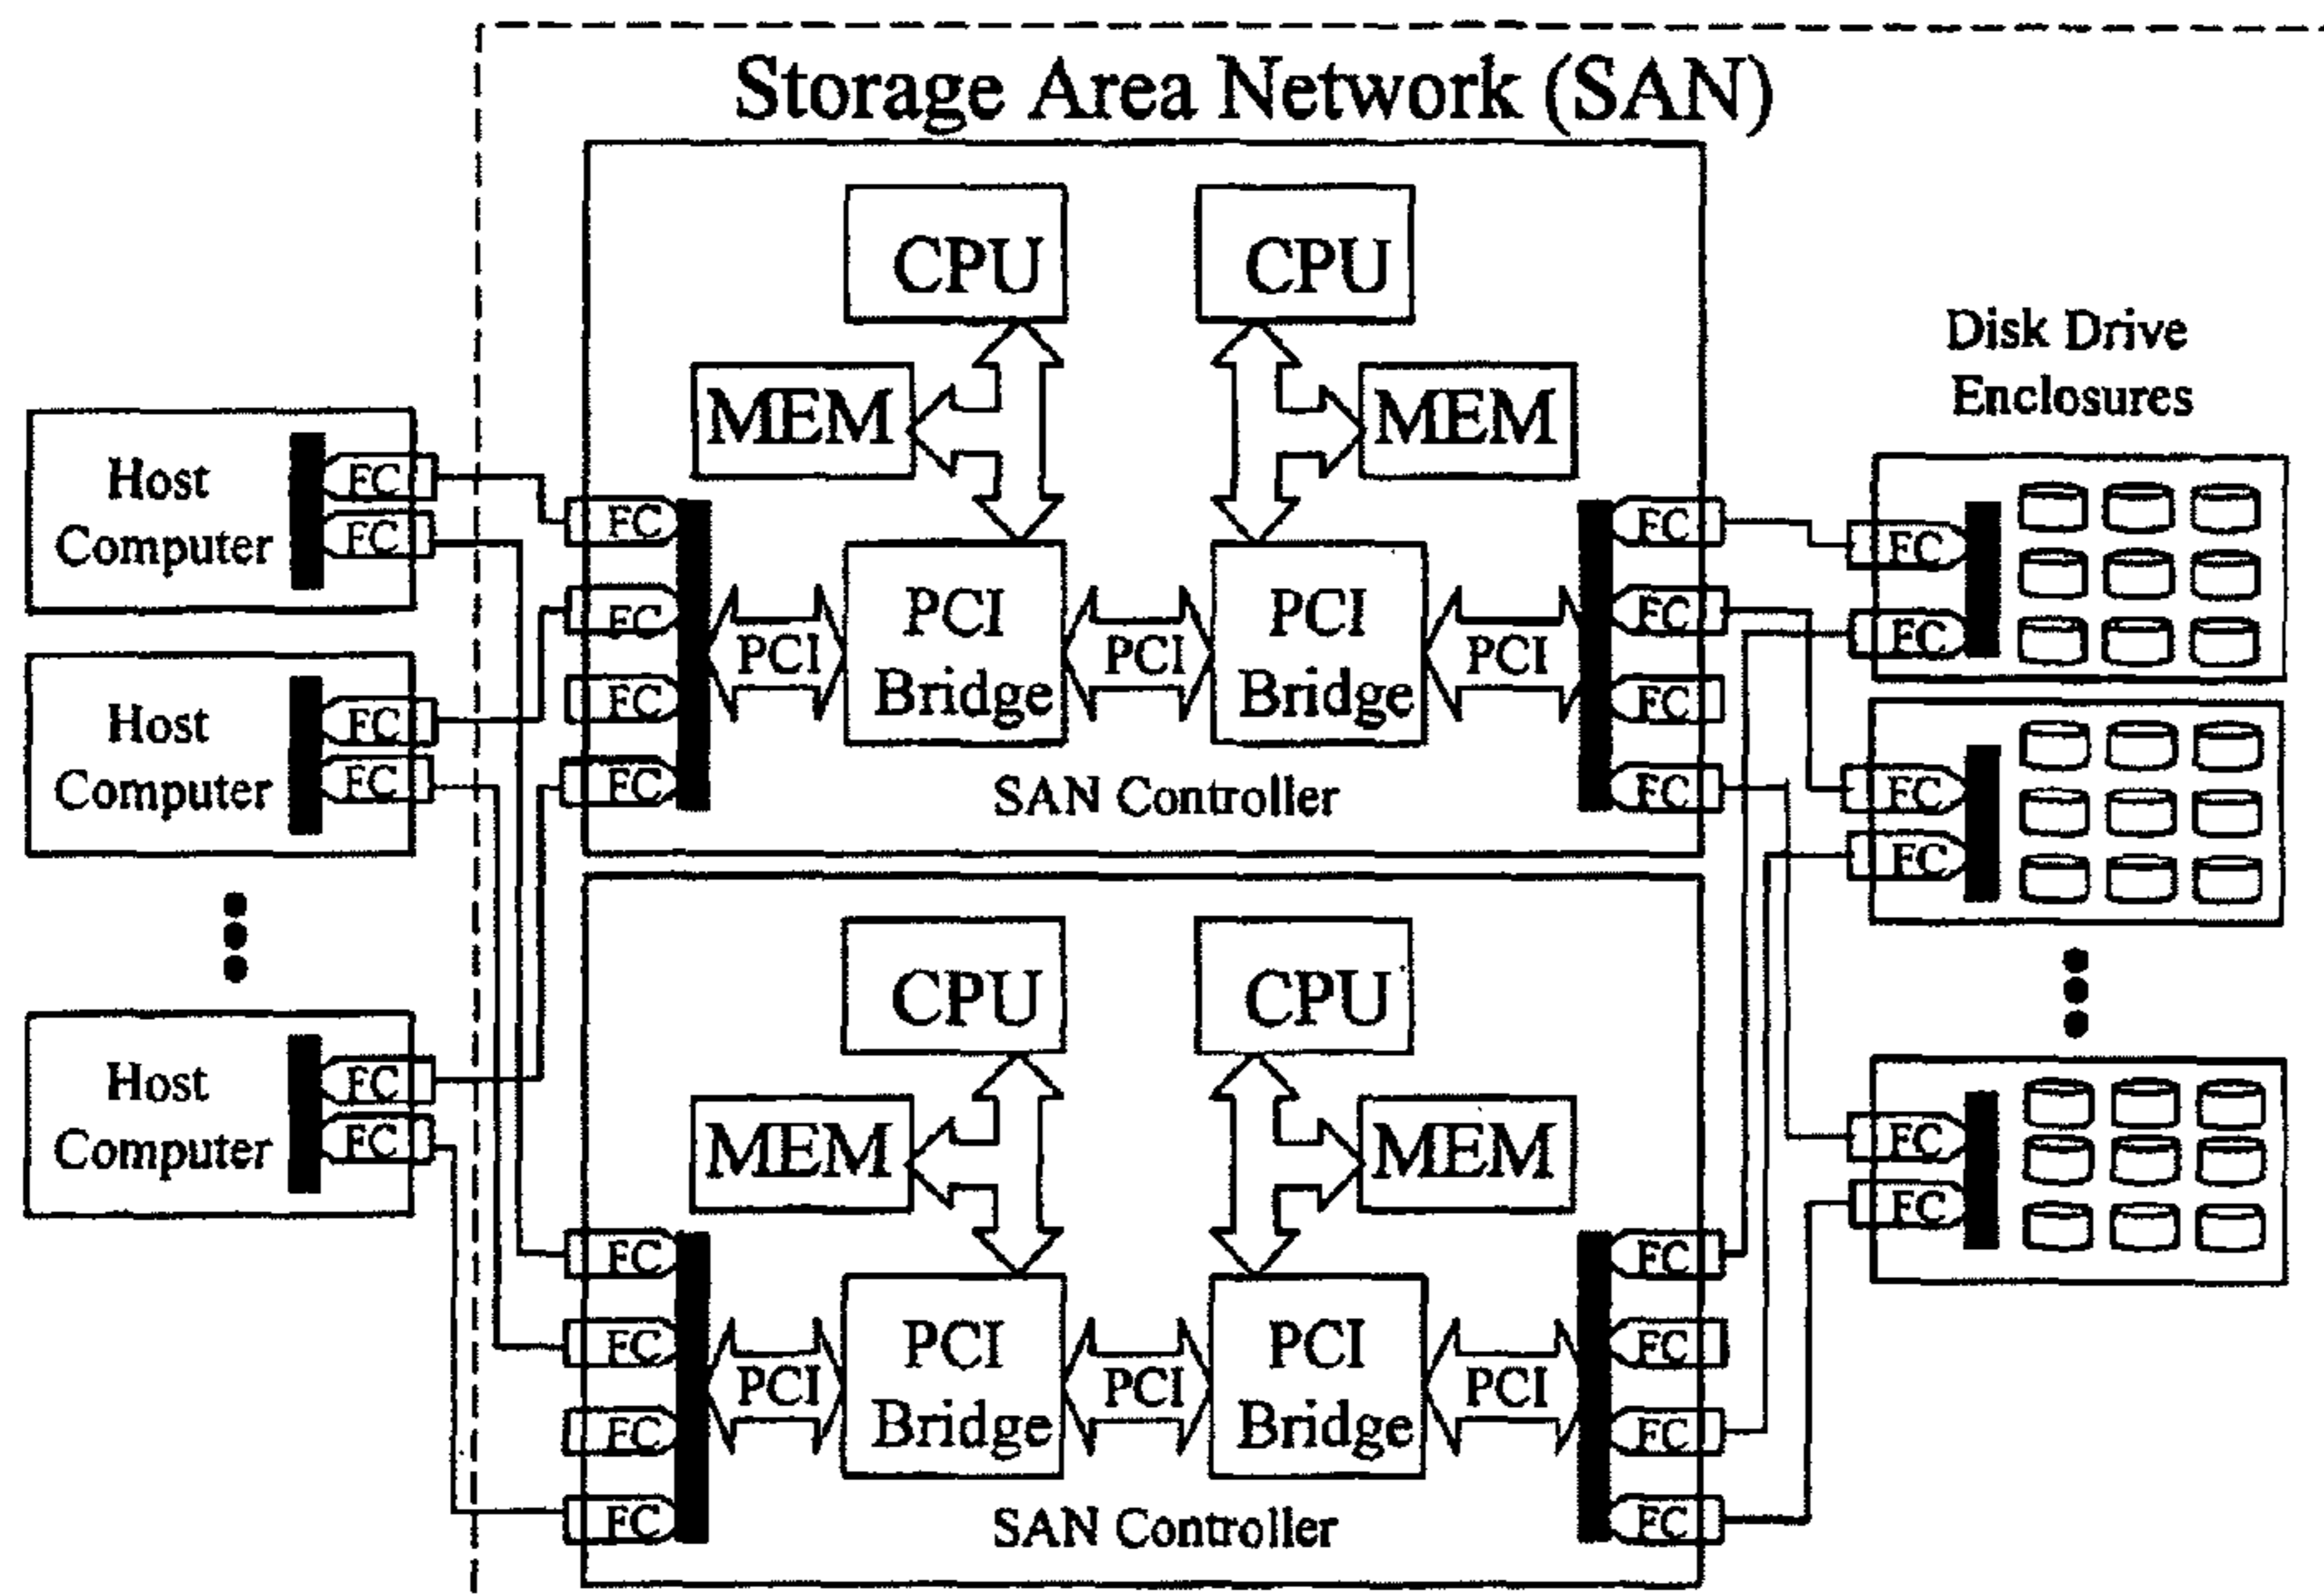 Storage Area Network (SAN)
CPU
CPU
MEM
MEM
Disk Drive
Enclosures
Host
Computer
FC
FC
FC
FC
FC
FC
PCI
PCI
Bridge
PCI
PCI
Bridge
PCI
FC
FC
FC
FC
FC
FC
Host
Computer
FC
FC
SAN Controller
FC
FC
CPU
CPU
MEM
MEM
Host
Computer
FC
FC
FC
FC
FC
FC
PCI
PCI
Bridge
PCI
PCI
Bridge
PCI
FC
FC
FC
FC
FC
FC
SAN Controller